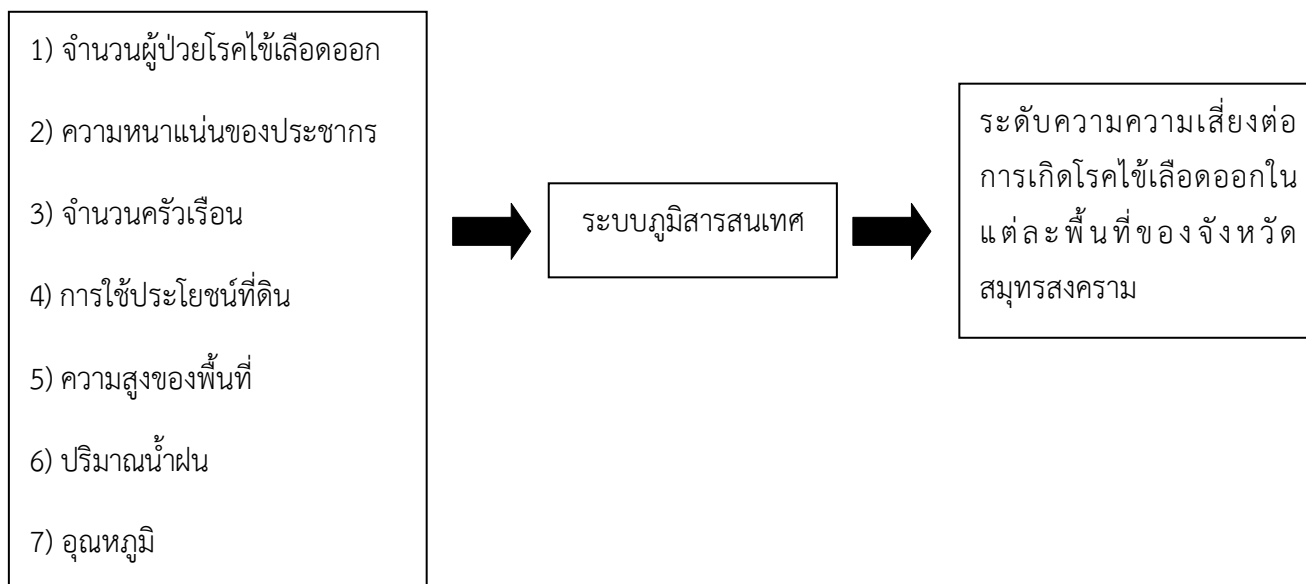 1) จำนวนผู้ป่วยโรคไข้เลือดออก
2) ความหนาแน่นของประชากร
3) จำนวนครัวเรือน
4) การใช้ประโยชน์ที่ดิน
5) ความสูงของพื้นที่
6) ปริมาณน้ำฝน
7) อุณหภูมิ
ระบบภูมิสารสนเทศ
ระดับความความเสี่ยงต่อ
การเกิดโรคไข้เลือดออกใน
แต่ละพื้นที่ของจังหวัด
สมุทรสงคราม